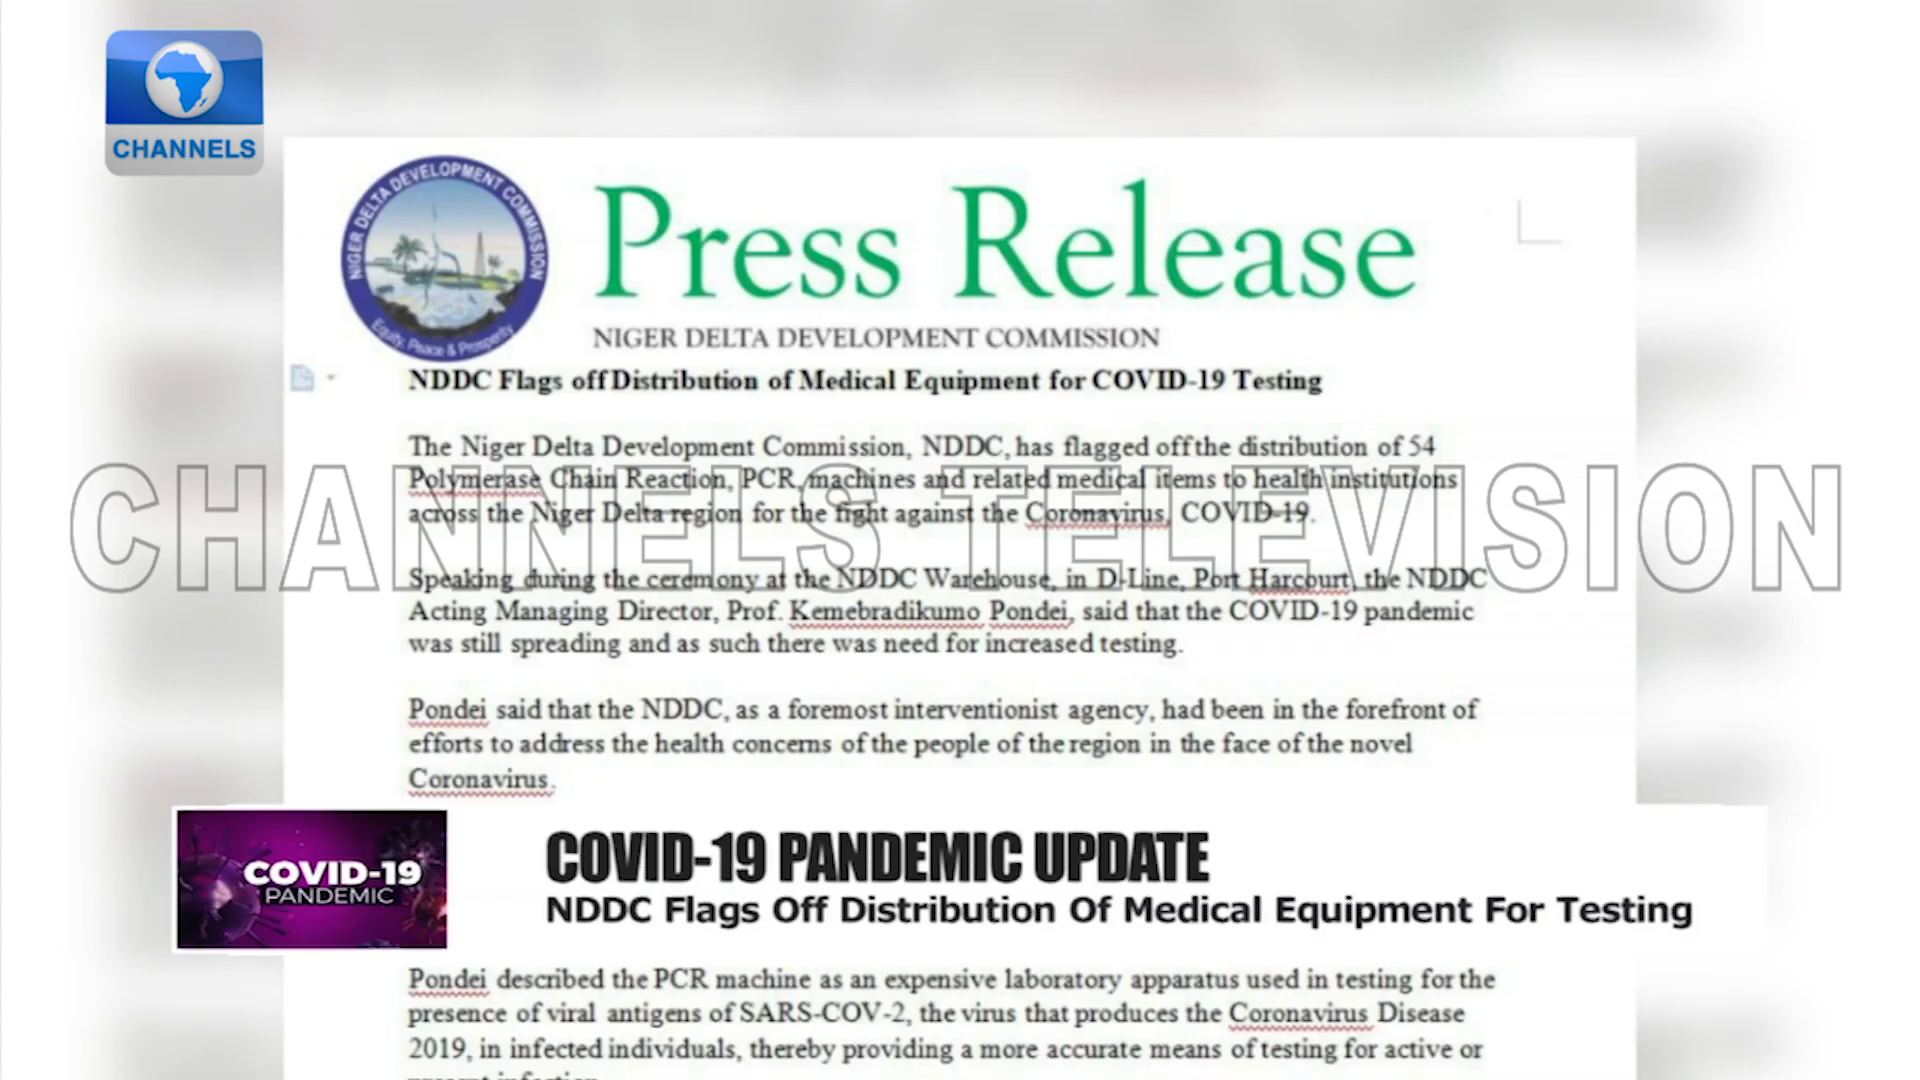 CHANNELS
NIGER DELTA DEVELOPMENT COMMISSION
Equity, Peace & Prosperity
Press Release
NIGER DELTA DEVELOPMENT COMMISSION
NDDC Flags off Distribution of Medical Equipment for COVID-19 Testing
The Niger Delta Development Commission, NDDC, has flagged off the distribution of 54
Polymerase Chain Reaction, PCR, machines and related medical items to health institutions
across the Niger Delta region for the fight against the Coronavirus, COVID-19.
CHANNELS TELEVISION
Speaking during the ceremony at the NDDC Warehouse, in D-Line, Port Harcourt, the NDDC
Acting Managing Director, Prof. Kemebradikumo Pondei, said that the COVID-19 pandemic
was still spreading and as such there was need for increased testing.
Pondei said that the NDDC, as a foremost interventionist agency, had been in the forefront of
efforts to address the health concerns of the people of the region in the face of the novel
Coronavirus.
COVID-19
PANDEMIC
COVID-19 PANDEMIC UPDATE
NDDC Flags Off Distribution Of Medical Equipment For Testing
Pondei described the PCR machine as an expensive laboratory apparatus used in testing for the
presence of viral antigens of SARS-COV-2, the virus that produces the Coronavirus Disease
2019, in infected individuals, thereby providing a more accurate means of testing for active or